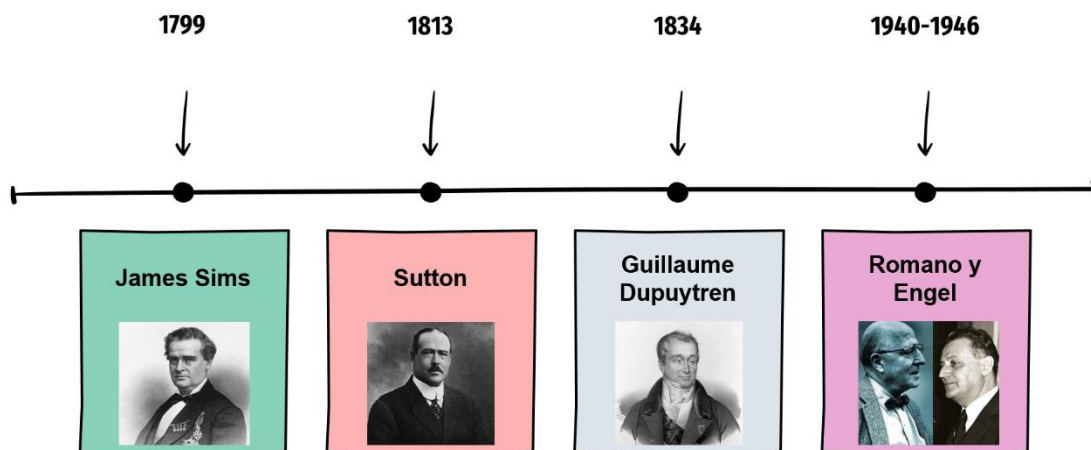 1799
1813
1834
1940-1946
James Sims
Sutton
Guillaume
Dupuytren
Romano y
Engel